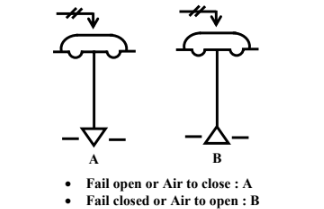 A B
• Fail open or Air to close : A
• Fail closed or Air to open : B